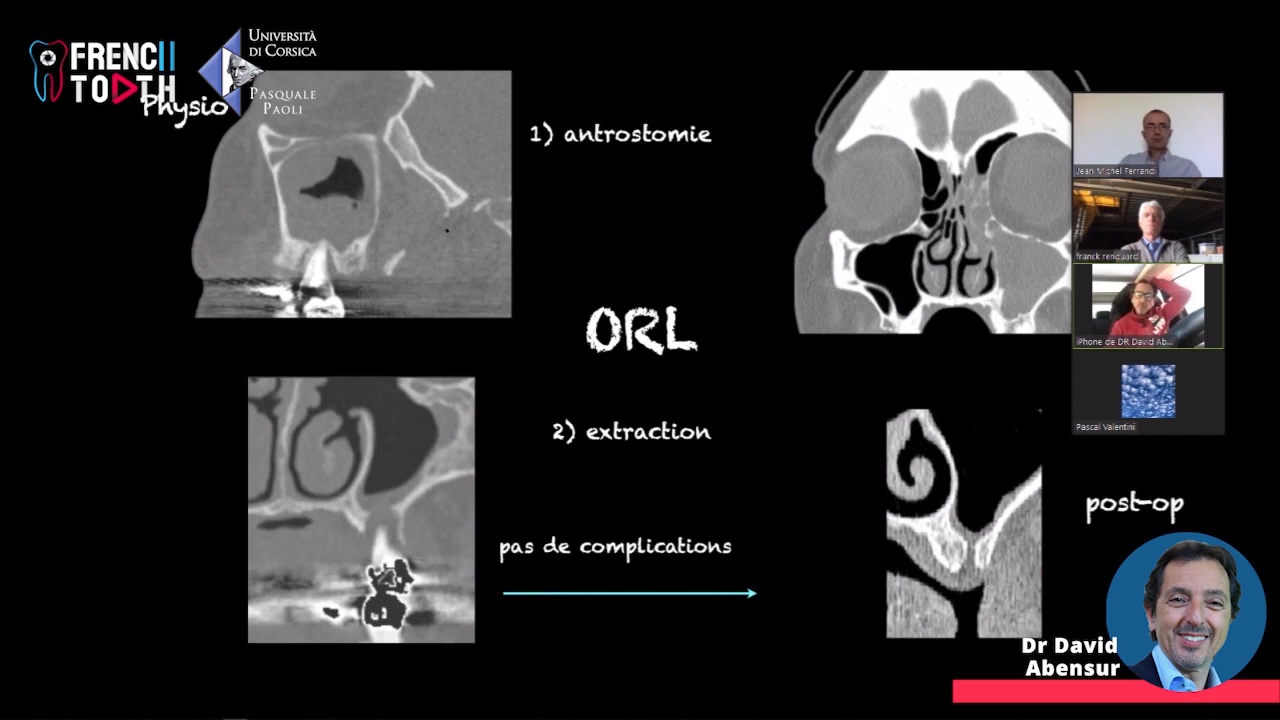 FRENCH
TOOTH
Physio
UNIVERSITÀ
DI CORSICA
PASQUALE
PAOLI
1) antrostomie
ORL
2) extraction
pas de complications
post-op
Jean Michel Ferrandi
franck renouard
iPhone de DR David Ab...
Pascal Valentini
Dr David
Abensur